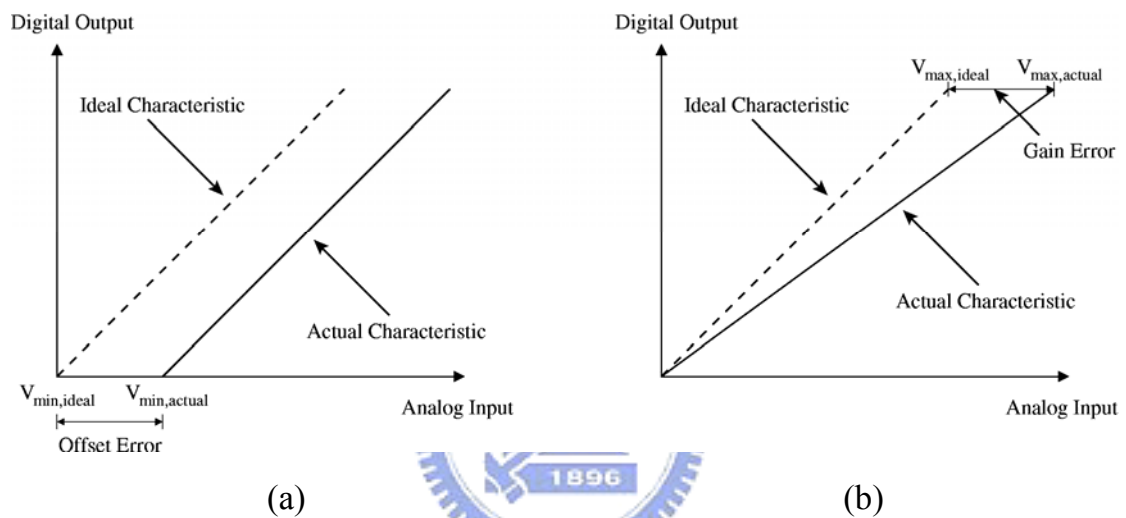 Digital Output
Ideal Characteristic
Actual Characteristic
V_min,ideal
V_min,actual
Analog Input
Offset Error
(a)
Digital Output
V_max,ideal
V_max,actual
Ideal Characteristic
Gain Error
Actual Characteristic
Analog Input
(b)
1896